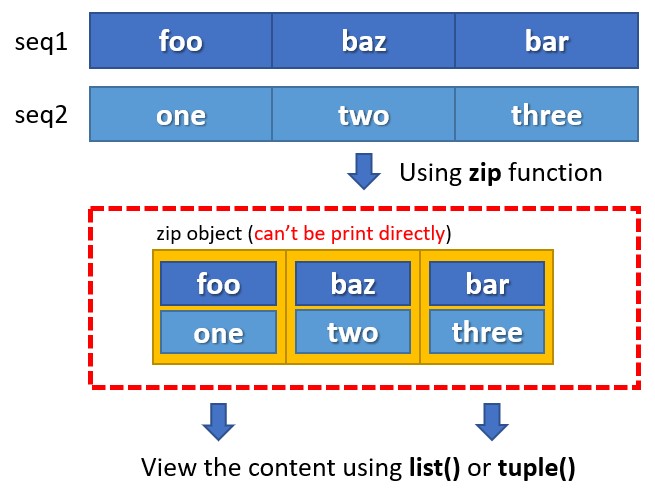 seq1 foo baz bar
seq2 one two three
Using zip function
zip object (can't be print directly)
foo baz bar
one two three
View the content using list() or tuple()